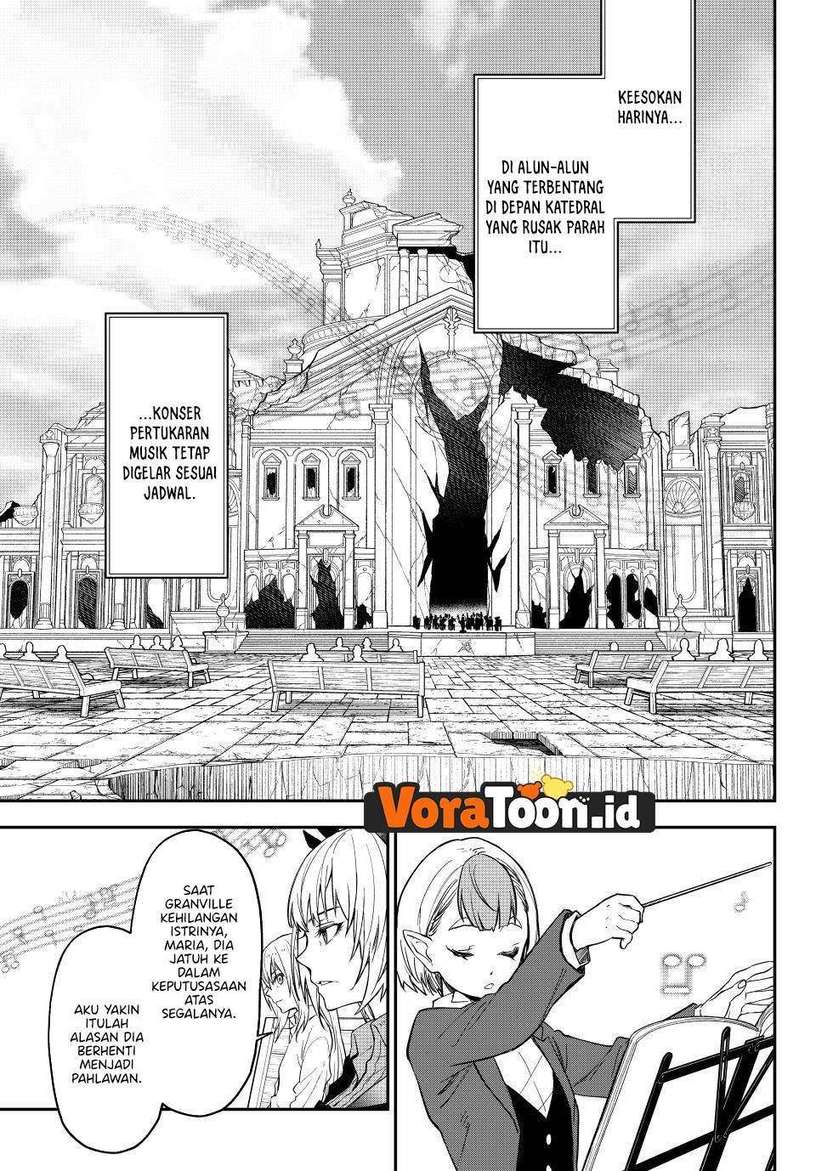 KEESOKAN
HARINYA...
DI ALUN-ALUN
YANG TERBENTANG
DI DEPAN KATEDRAL
YANG RUSAK PARAH
ITU...
...KONSER
PERTUKARAN
MUSIK TETAP
DIGELAR SESUAI
JADWAL.
VoraToon.id
SAAT
GRANVILLE
KEHILANGAN
ISTRINYA,
MARIA, DIA
JATUH KE
DALAM
KEPUTUSASAAN
ATAS
SEGALANYA.
AKU YAKIN
ITULAH
ALASAN DIA
BERHENTI
MENJADI
PAHLAWAN.